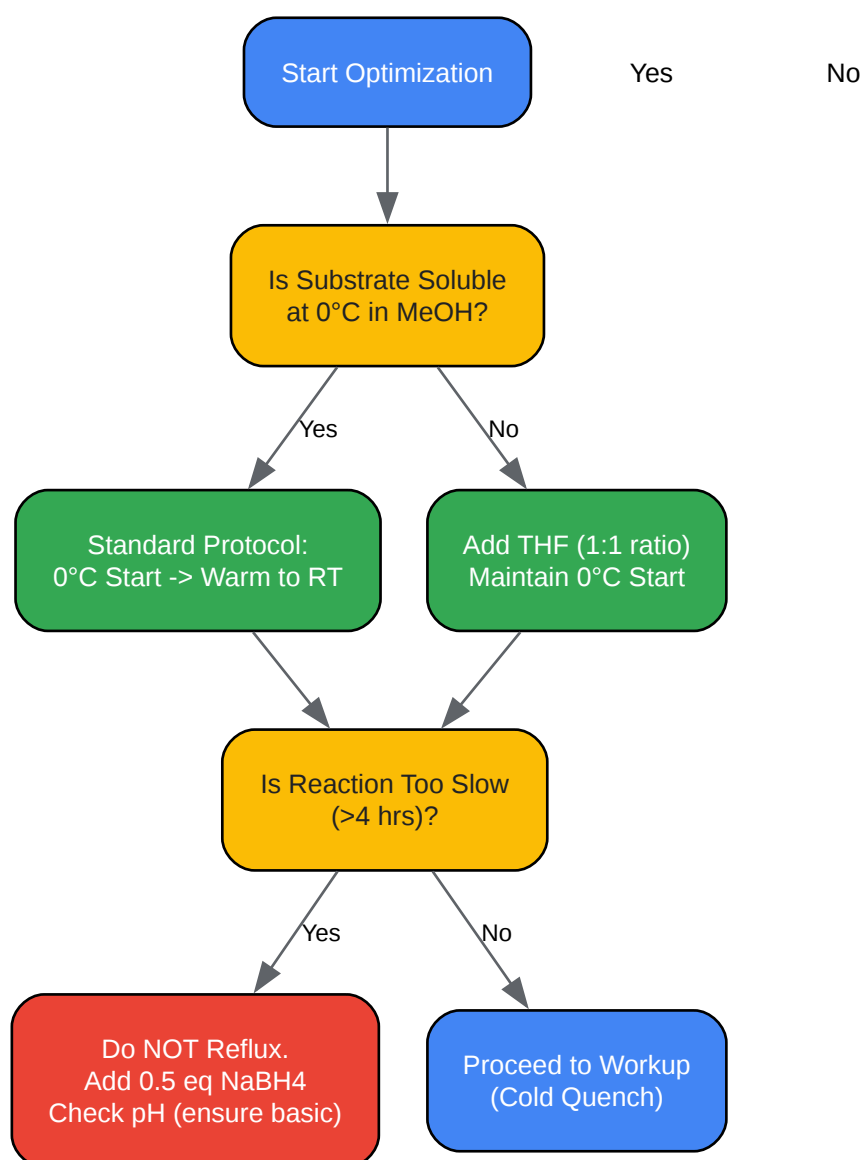 Start Optimization
Yes
No
Is Substrate Soluble
at 0°C in MeOH?
Yes
No
Standard Protocol:
0°C Start -> Warm to RT
Add THF (1:1 ratio)
Maintain 0°C Start
Is Reaction Too Slow
(>4 hrs)?
Yes
No
Do NOT Reflux.
Add 0.5 eq NaBH4
Check pH (ensure basic)
Proceed to Workup
(Cold Quench)